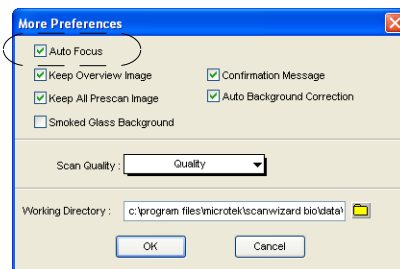 More Preferences
Auto Focus
Keep Overview Image
Confirmation Message
Keep All Prescan Image
Auto Background Correction
Smoked Glass Background
Scan Quality : Quality
Working Directory : c:\program files\microtek\scanwizard bio\data\
OK Cancel